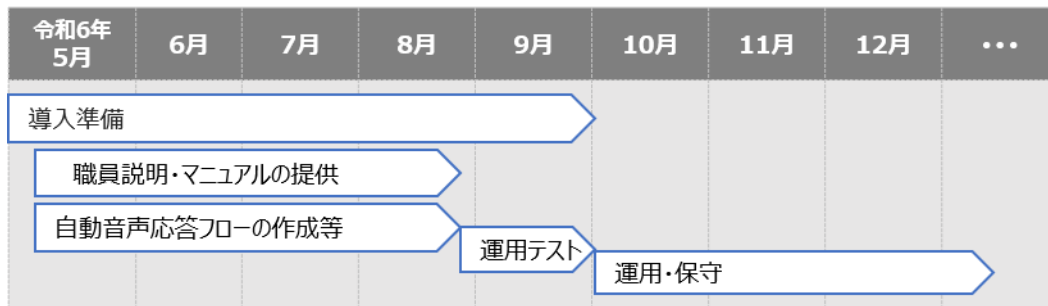 令和6年
5月
6月
7月
8月
9月
10月
11月
12月
•••
導入準備
職員説明・マニュアルの提供
自動音声応答フローの作成等
運用テスト
運用・保守